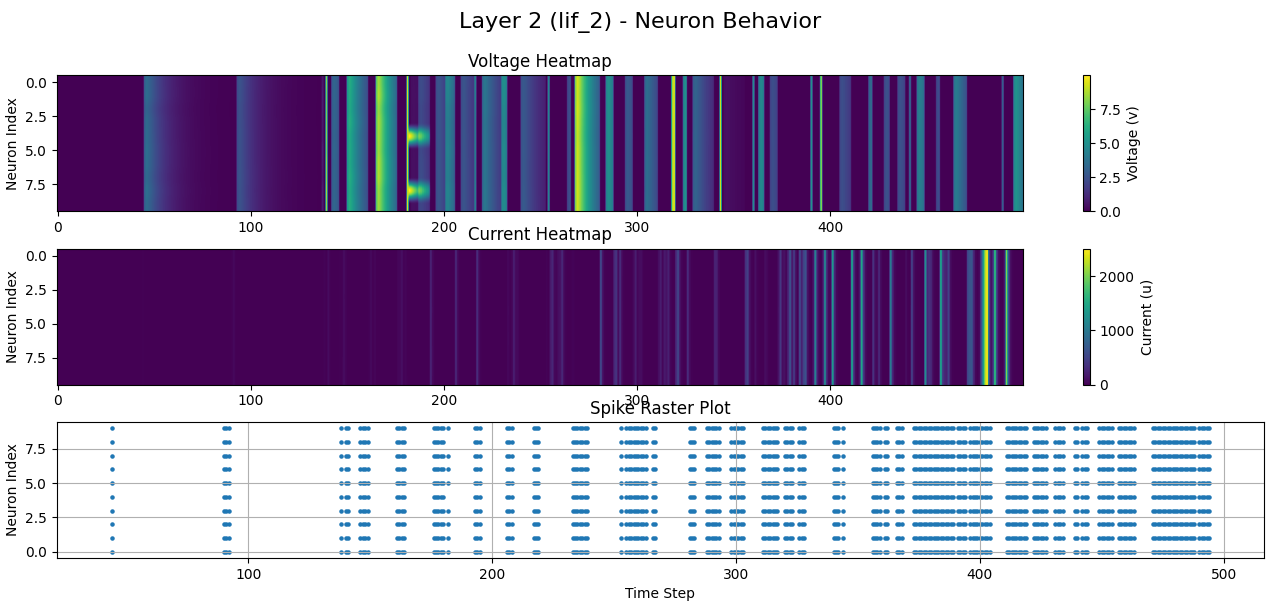 Layer 2 (lif_2) - Neuron Behavior
Voltage Heatmap
Neuron Index
0.0
2.5
5.0
7.5
0 100 200 300 400
7.5
5.0
2.5
0.0
Voltage (v)
Current Heatmap
Neuron Index
0.0
2.5
5.0
7.5
0 100 200 300 400
2000
1000
0
Current (u)
Spike Raster Plot
Neuron Index
7.5
5.0
2.5
0.0
100 200 300 400 500
Time Step